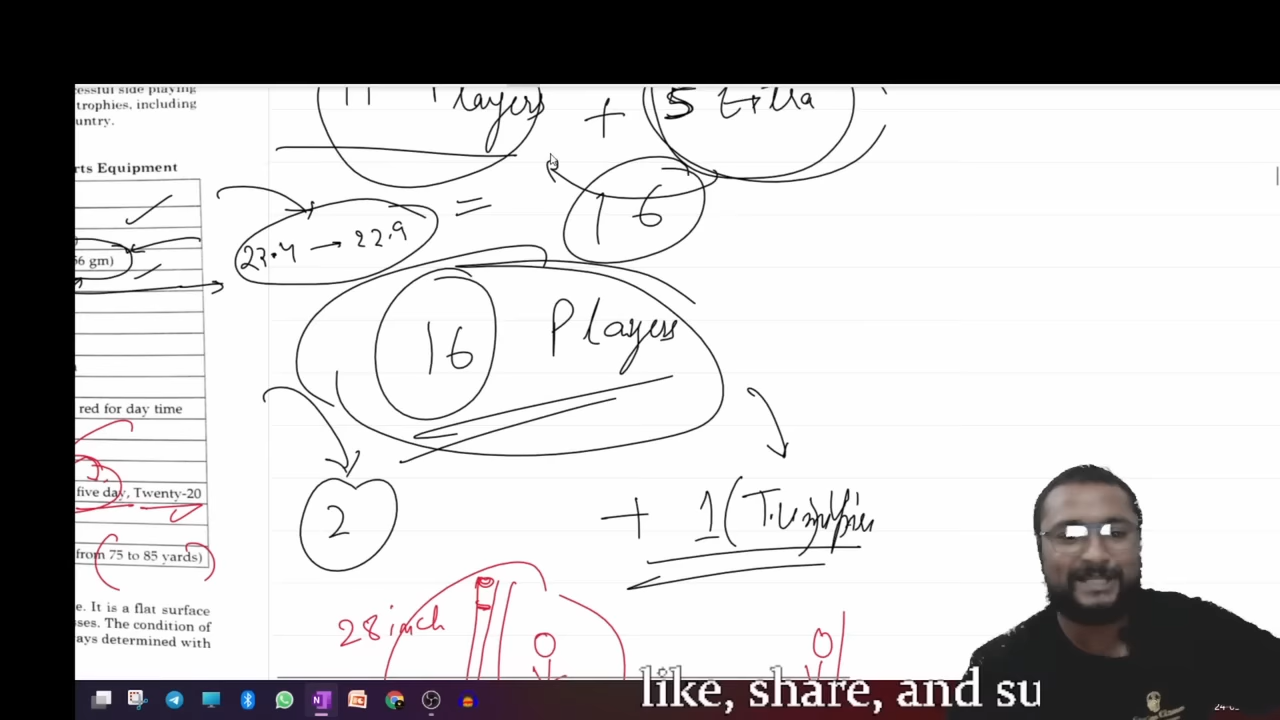 essful side playing
trophies, including
untry.
rts Equipment
56 gm)
red for day time
five day, Twenty-20
from 75 to 85 yards)
e. It is a flat surface
sses. The condition of
ays determined with
11 Players + 5 Extra
= 16
22.4 → 22.9
16 Players
2
+ 1 (T.V
28 inch
like, share, and su